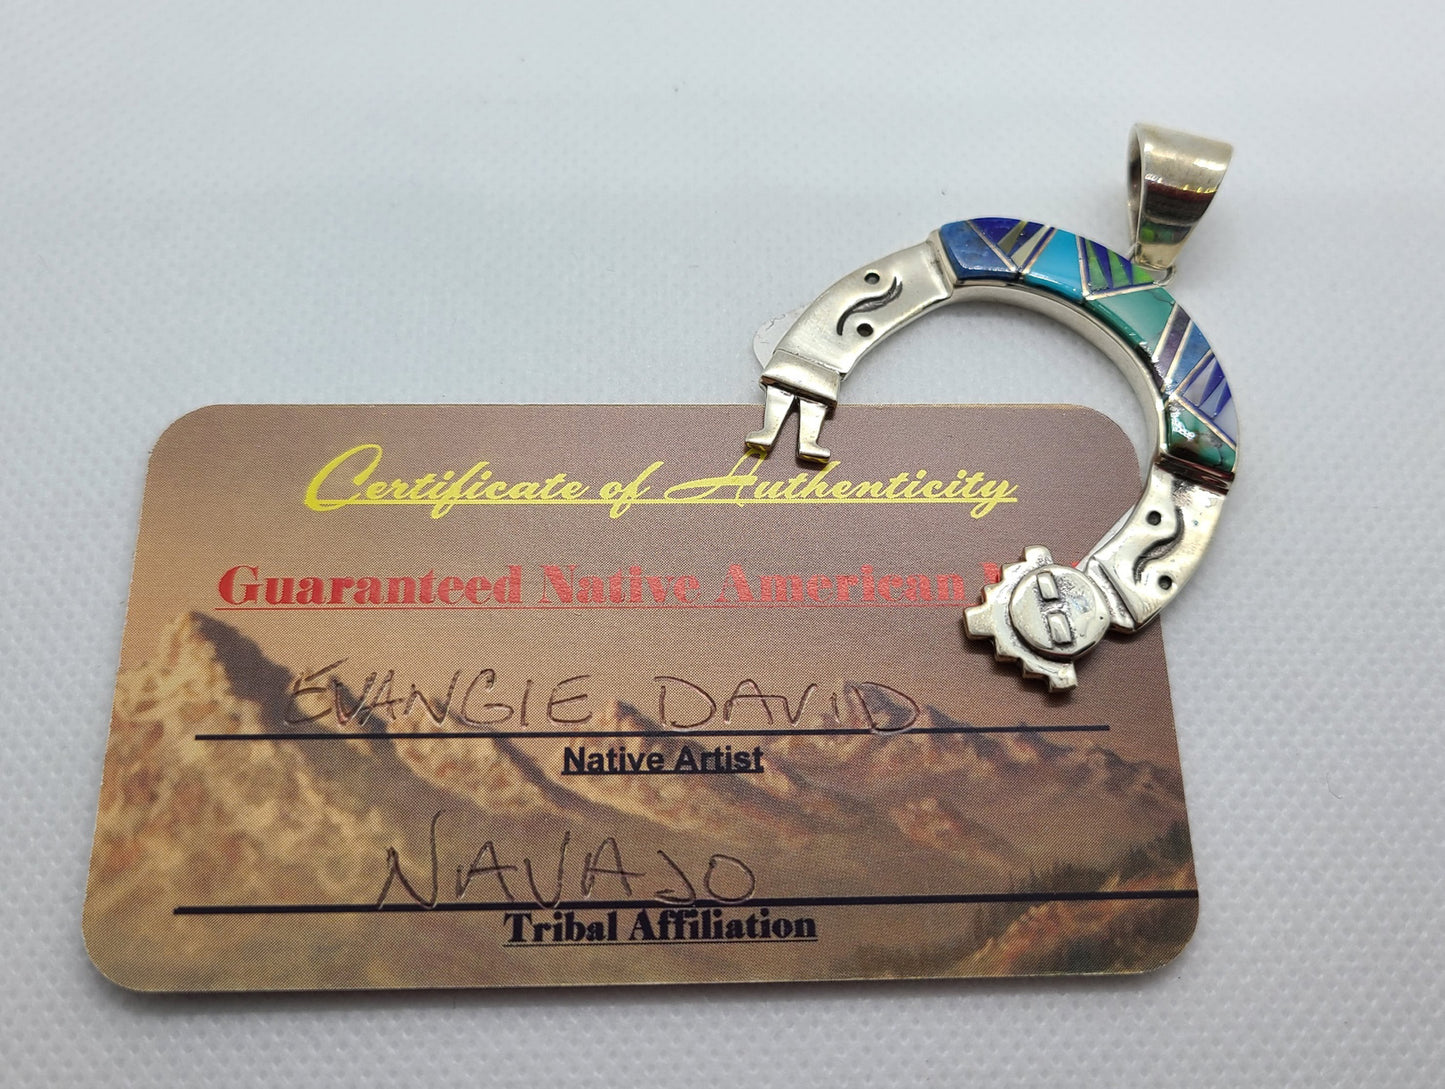 Certificate of Authenticity
Guaranteed Native American
EVANGIE DAVID
Native Artist
NAVAJO
Tribal Affiliation